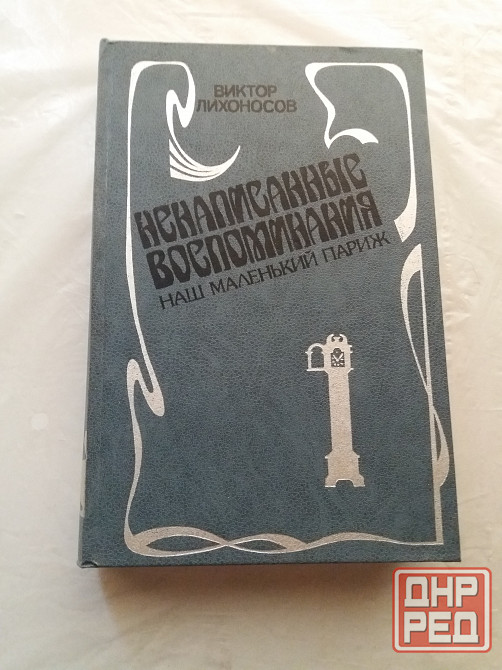 ВИКТОР
ЛИХОНОСОВ
НЕНАПИСАННЫЕ
ВОСПОМИНАНИЯ
НАШ МАЛЕНЬКИЙ ПАРИЖ
ДНР
РЕД